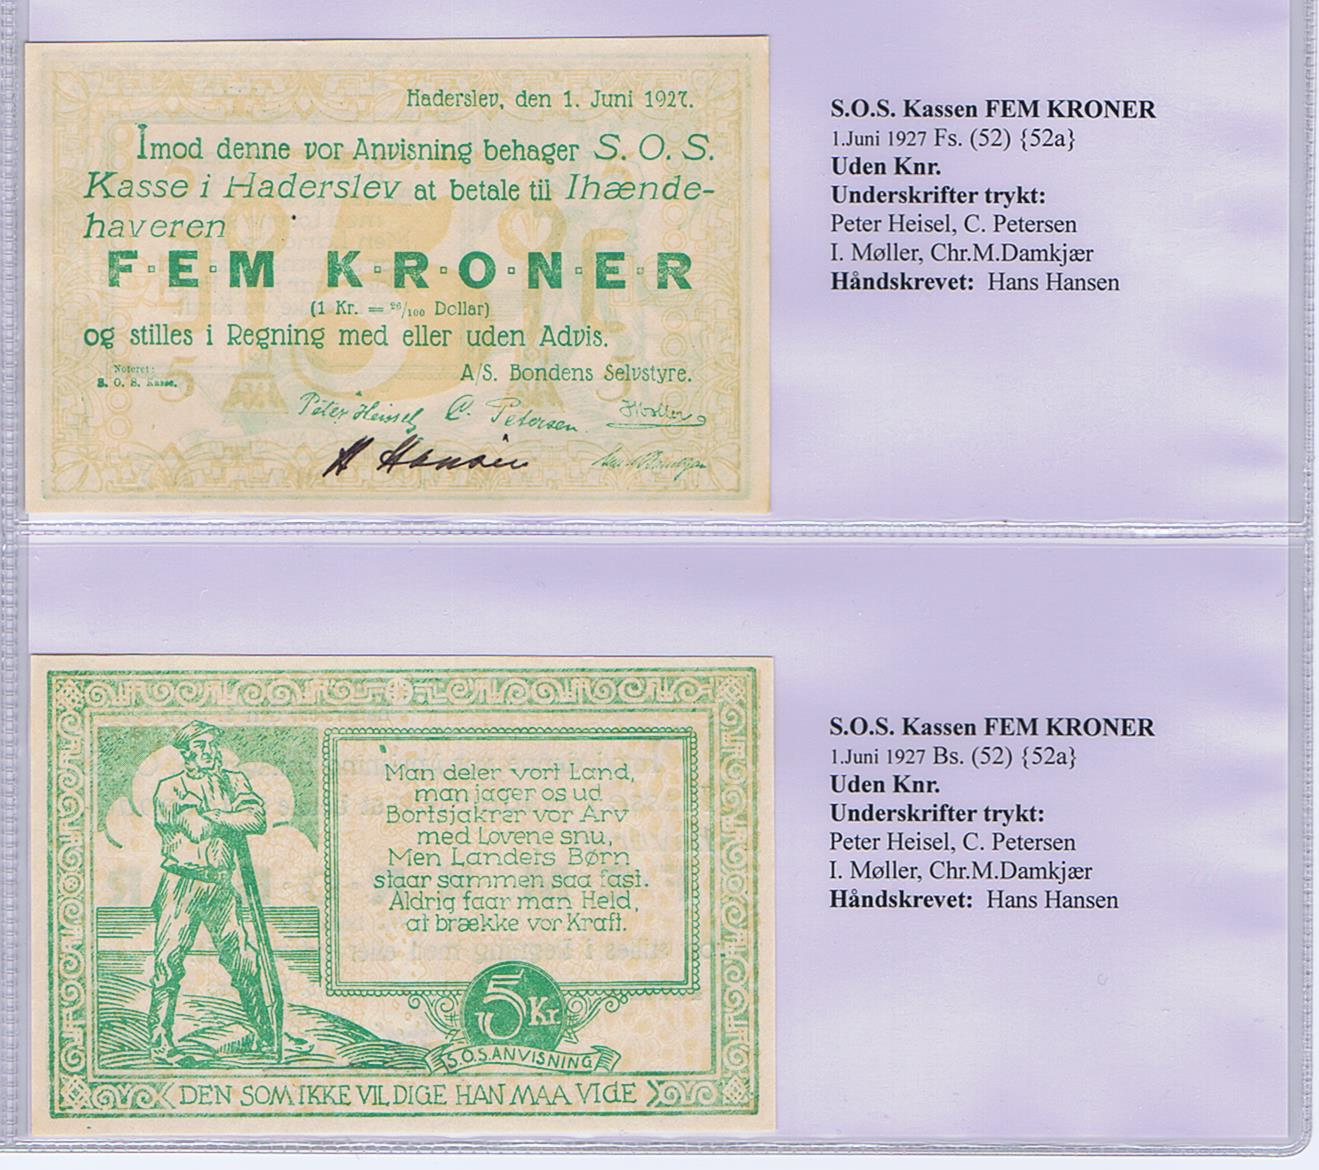 Haderslev, den 1. Juni 1927.
Imod denne vor Anvisning behager S. O. S.
Kasse i Haderslev at betale til Ihænde-
haveren
F·E·M K·R·O·N·E·R
(1 Kr. = 26/100 Dollar)
og stilles i Regning med eller uden Advis.
Noteret:
S. O. S. Kasse.
A/S. Bondens Selvstyre.
Peter Heissel C. Petersen
H Hansen
5 5
S.O.S. Kassen FEM KRONER
1.Juni 1927 Fs. (52) {52a}
Uden Knr.
Underskrifter trykt:
Peter Heisel, C. Petersen
I. Møller, Chr.M.Damkjær
Håndskrevet: Hans Hansen
Man deler vort Land,
man jager os ud
Bortsjakrer vor Arv
med Lovene snu,
Men Landets Børn
staar sammen saa fast.
Aldrig faar man Held,
at brække vor Kraft.
5 Kr.
S.O.S. ANVISNING
DEN SOM IKKE VIL DIGE HAN MAA VIGE
S.O.S. Kassen FEM KRONER
1.Juni 1927 Bs. (52) {52a}
Uden Knr.
Underskrifter trykt:
Peter Heisel, C. Petersen
I. Møller, Chr.M.Damkjær
Håndskrevet: Hans Hansen